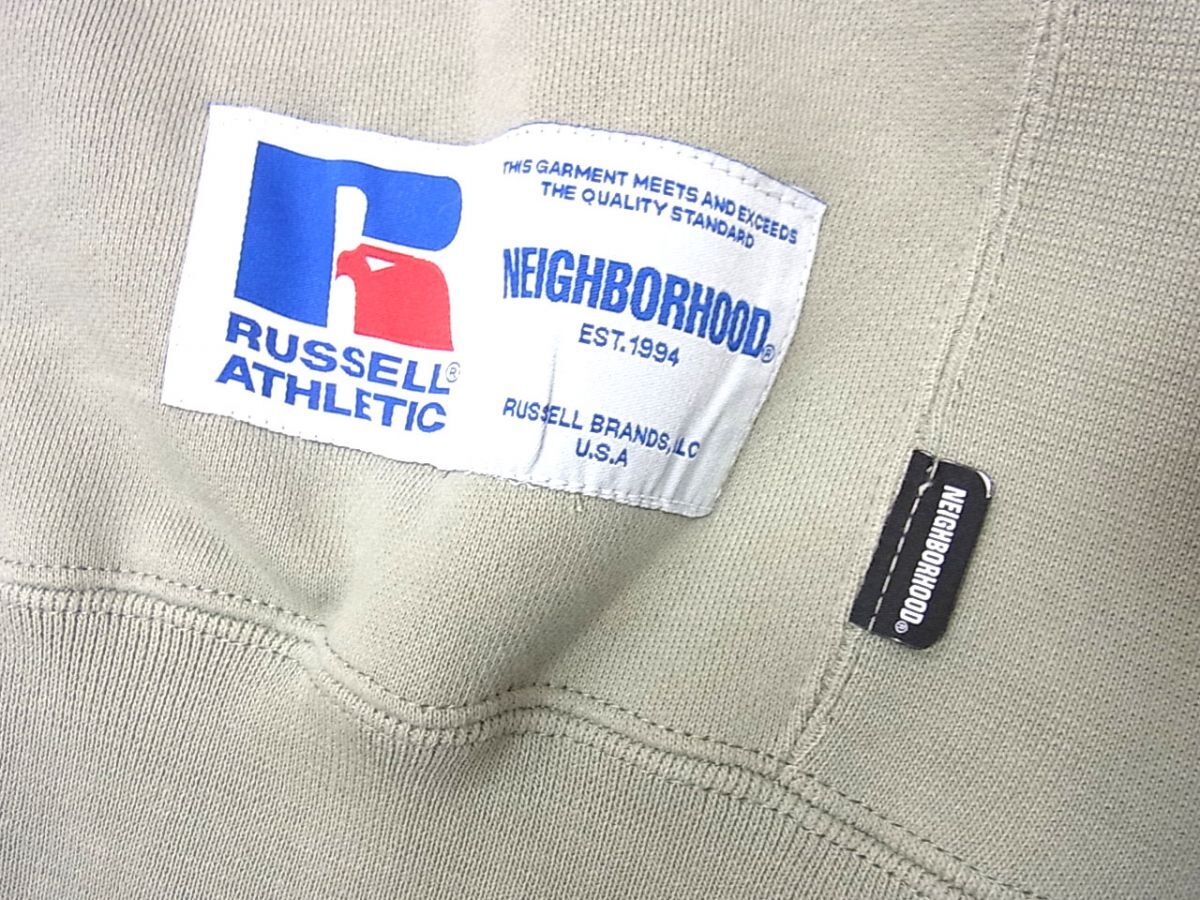 RUSSELL®
ATHLETIC
THIS GARMENT MEETS AND EXCEEDS
THE QUALITY STANDARD
NEIGHBORHOOD®
EST.1994
RUSSELL BRANDS, LLC
U.S.A
NEIGHBORHOOD®